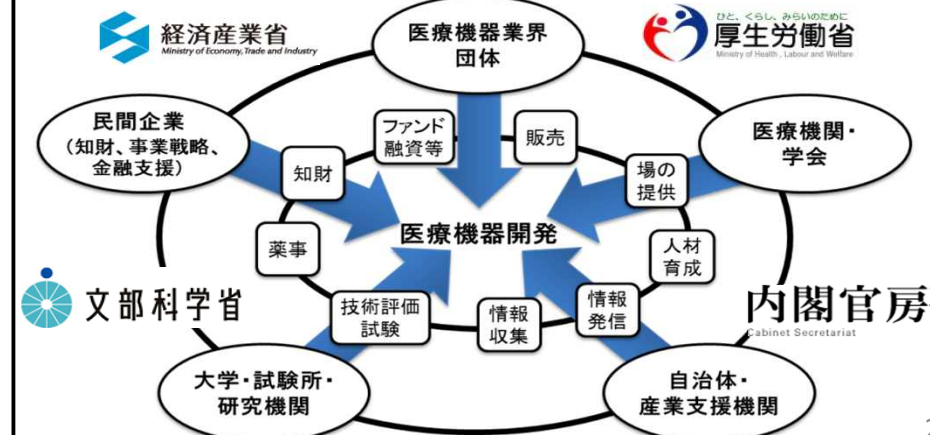 経済産業省
Ministry of Economy, Trade and Industry
医療機器業界
団体
ひと、くらし、みらいのために
厚生労働省
Ministry of Health, Labour and Welfare
民間企業
（知財、事業戦略、
金融支援）
ファンド
融資等
販売
医療機関・
学会
知財
場の
提供
医療機器開発
薬事
人材
育成
文部科学省
技術評価
試験
情報
収集
情報
発信
内閣官房
Cabinet Secretariat
大学・試験所・
研究機関
自治体・
産業支援機関